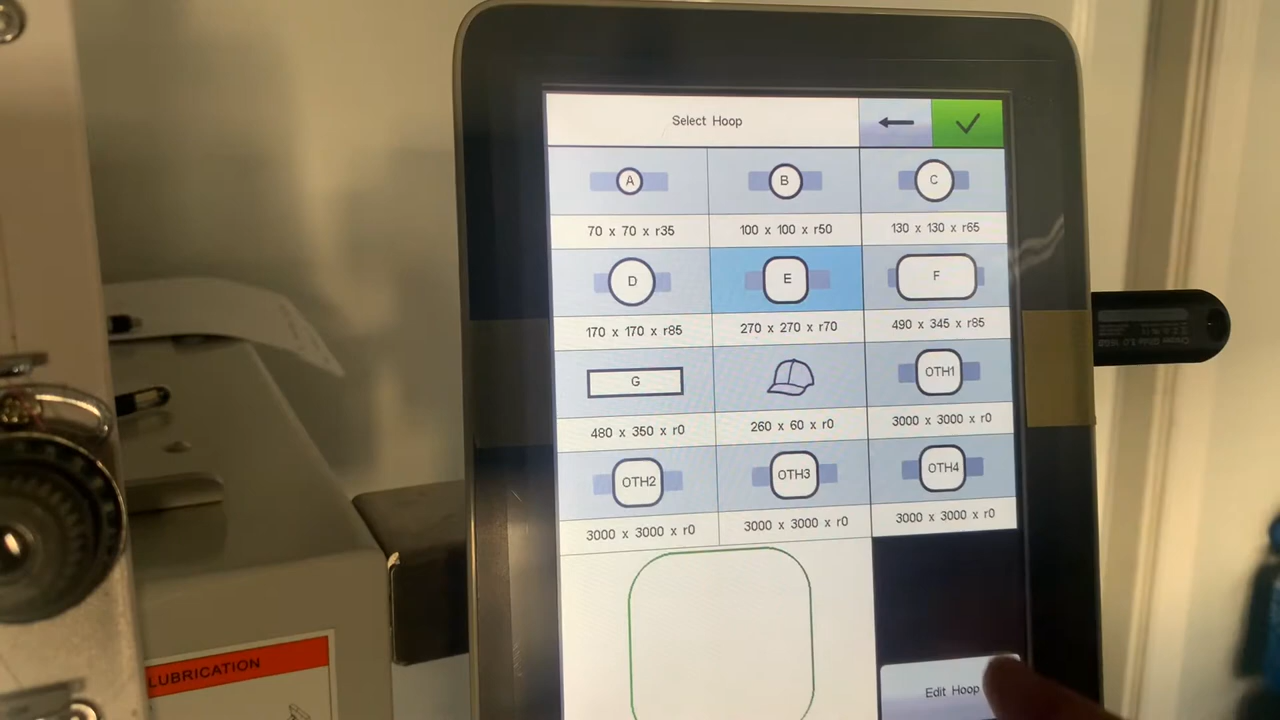 Select Hoop
A B C
70 x 70 x r35 100 x 100 x r50 130 x 130 x r65
D E F
170 x 170 x r85 270 x 270 x r70 490 x 345 x r85
G OTH1
480 x 350 x r0 260 x 60 x r0 3000 x 3000 x r0
OTH2 OTH3 OTH4
3000 x 3000 x r0 3000 x 3000 x r0 3000 x 3000 x r0
Edit Hoop
LUBRICATION